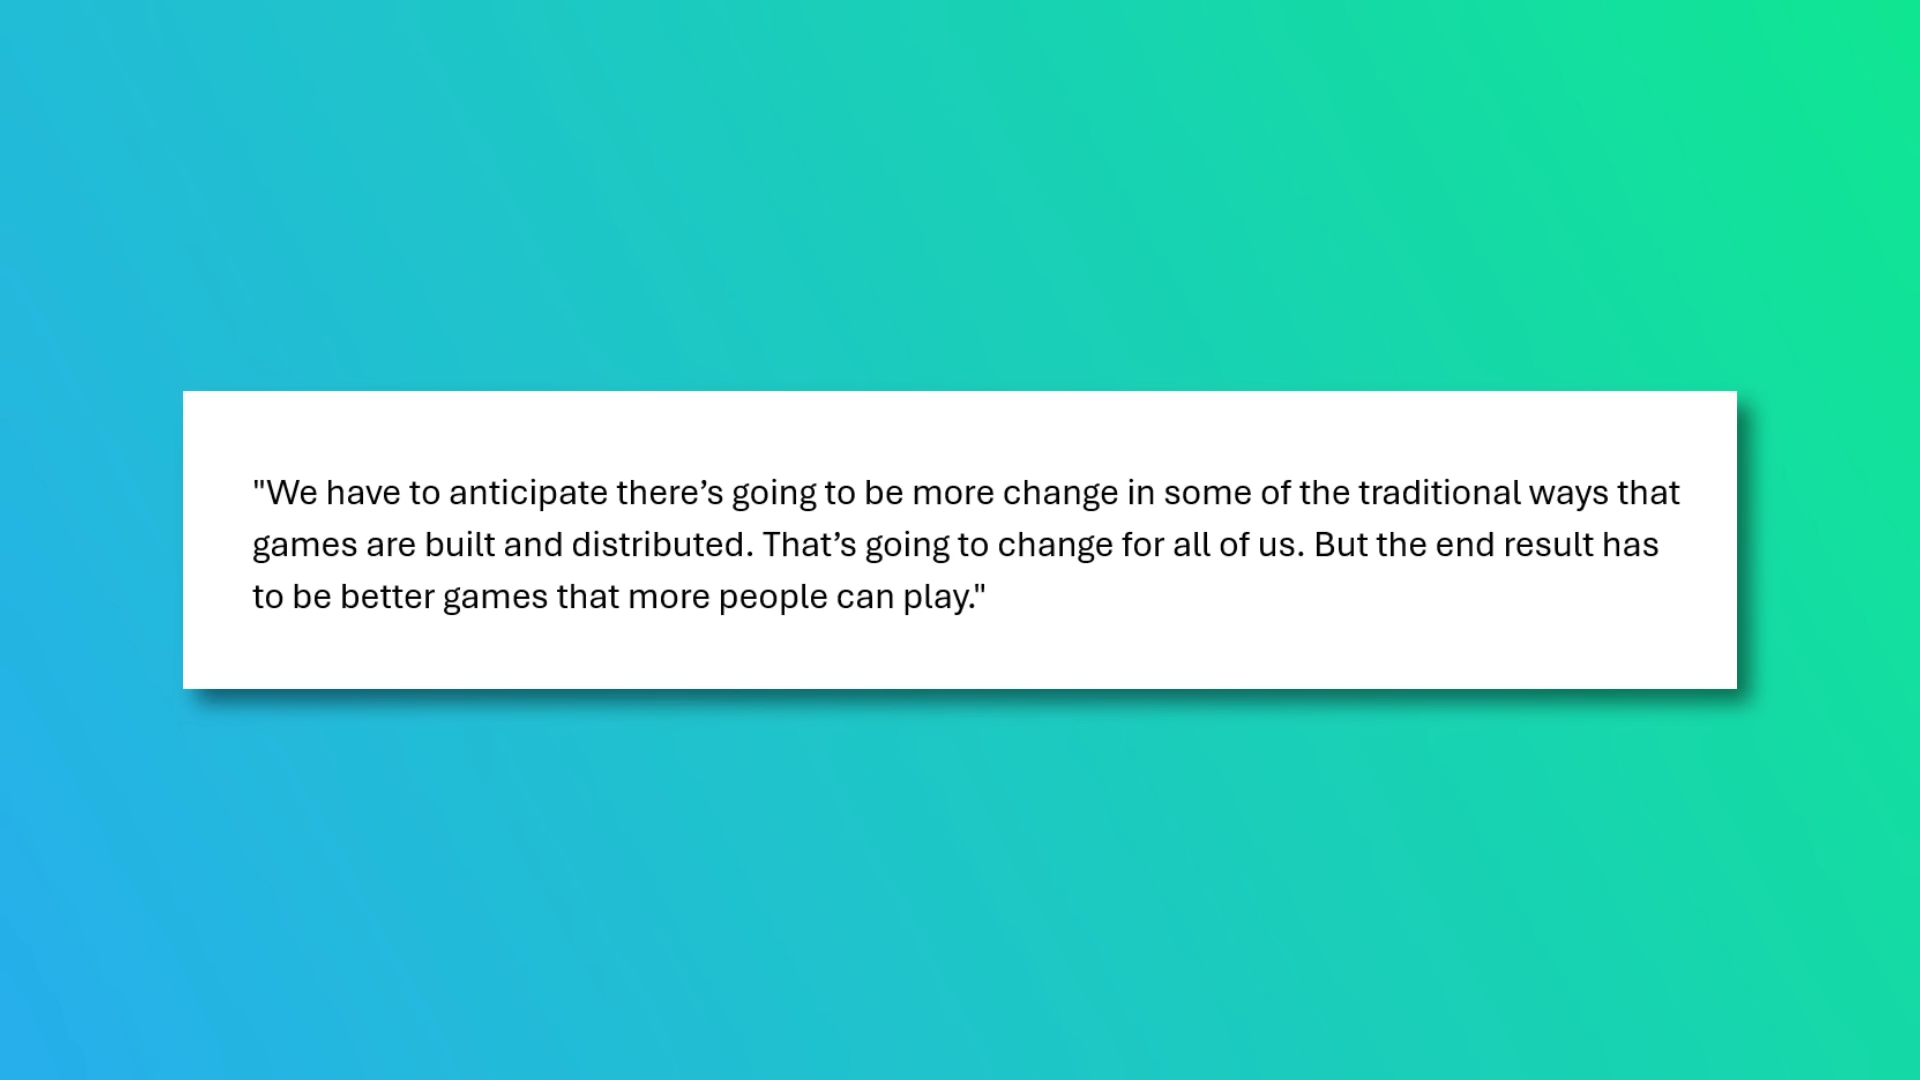 "We have to anticipate there’s going to be more change in some of the traditional ways that
games are built and distributed. That’s going to change for all of us. But the end result has
to be better games that more people can play."